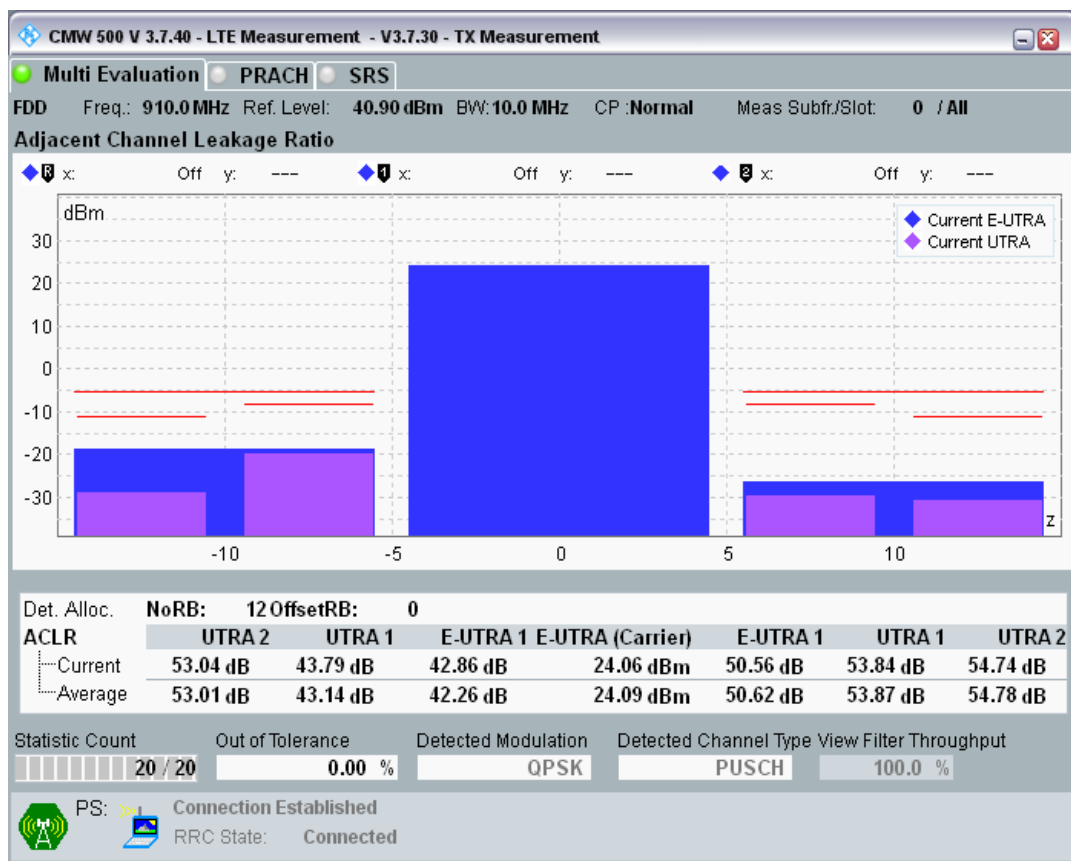 CMW 500 V 3.7.40 - LTE Measurement - V3.7.30 - TX Measurement
Multi Evaluation PRACH SRS
FDD Freq.: 910.0 MHz Ref. Level: 40.90 dBm BW: 10.0 MHz CP :Normal Meas Subfr./Slot: 0 / All
Adjacent Channel Leakage Ratio
R x: Off y: --- 1 x: Off y: --- 2 x: Off y: ---
dBm
Current E-UTRA
Current UTRA
30
20
10
0
-10
-20
-30
z
-10 -5 0 5 10
Det. Alloc. NoRB: 12 OffsetRB: 0
ACLR UTRA 2 UTRA 1 E-UTRA 1 E-UTRA (Carrier) E-UTRA 1 UTRA 1 UTRA 2
Current 53.04 dB 43.79 dB 42.86 dB 24.06 dBm 50.56 dB 53.84 dB 54.74 dB
Average 53.01 dB 43.14 dB 42.26 dB 24.09 dBm 50.62 dB 53.87 dB 54.78 dB
Statistic Count Out of Tolerance Detected Modulation Detected Channel Type View Filter Throughput
20 / 20 0.00 % QPSK PUSCH 100.0 %
PS: Connection Established
RRC State: Connected